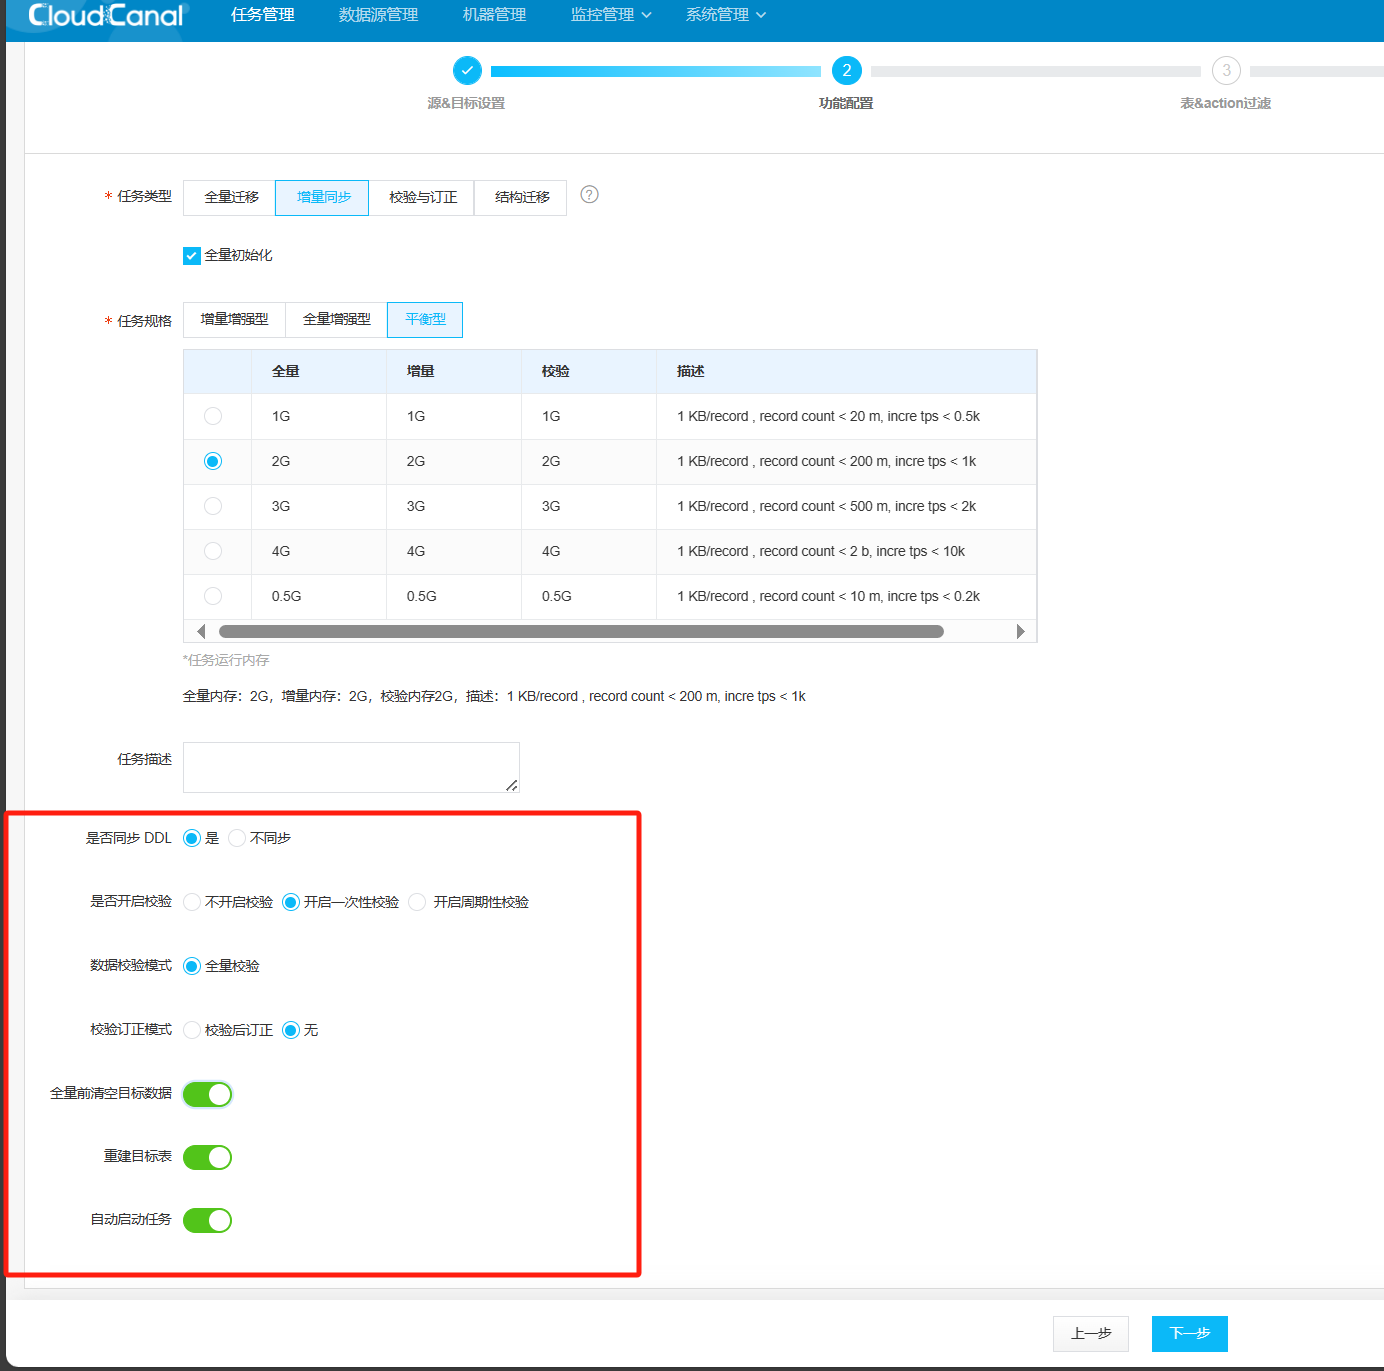 CloudCanal 任务管理 数据源管理 机器管理 监控管理 系统管理
2 3
源&目标设置 功能配置 表&action过滤
* 任务类型 全量迁移 增量同步 校验与订正 结构迁移 ?
全量初始化
* 任务规格 增量增强型 全量增强型 平衡型
全量 增量 校验 描述
1G 1G 1G 1 KB/record , record count < 20 m, incre tps < 0.5k
2G 2G 2G 1 KB/record , record count < 200 m, incre tps < 1k
3G 3G 3G 1 KB/record , record count < 500 m, incre tps < 2k
4G 4G 4G 1 KB/record , record count < 2 b, incre tps < 10k
0.5G 0.5G 0.5G 1 KB/record , record count < 10 m, incre tps < 0.2k
*任务运行内存
全量内存：2G，增量内存：2G，校验内存2G，描述：1 KB/record , record count < 200 m, incre tps < 1k
任务描述
是否同步 DDL 是 不同步
是否开启校验 不开启校验 开启一次性校验 开启周期性校验
数据校验模式 全量校验
校验订正模式 校验后订正 无
全量前清空目标数据
重建目标表
自动启动任务
上一步 下一步